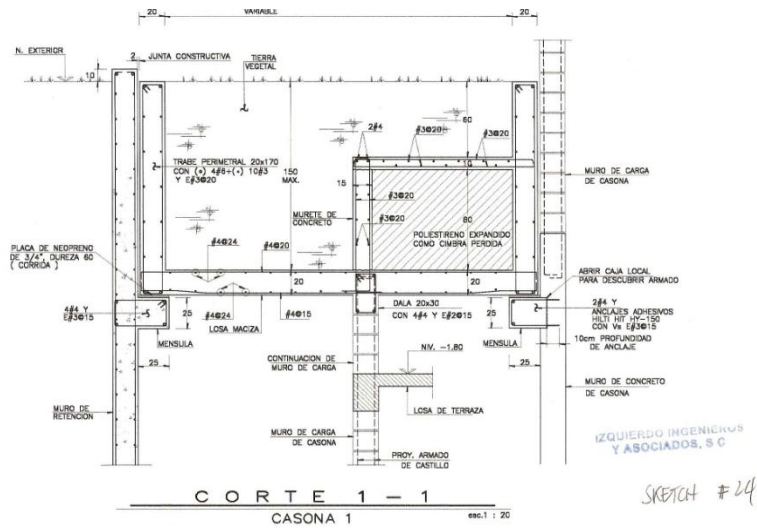 20
VARIABLE
20
N. EXTERIOR
10
2
JUNTA CONSTRUCTIVA
TIERRA
VEGETAL
2#4
#3@20
#3@20
60
10
TRABE PERIMETRAL 20x170
CON (•) 4#6+(•) 10#3
Y E#3@20
150
MAX.
15
#3@20
MURO DE CARGA
DE CASONA
MURETE DE
CONCRETO
#3@20
80
POLIESTIRENO EXPANDIDO
COMO CIMBRA PERDIDA
PLACA DE NEOPRENO
DE 3/4", DUREZA 60
( CORRIDA )
#4@24
#4@20
20
20
ABRIR CAJA LOCAL
PARA DESCUBRIR ARMADO
4#4 Y
E#3@15
25
#4@24
#4@15
LOSA MACIZA
DALA 20x30
CON 4#4 Y E#2@15
25
2#4 Y
ANCLAJES ADHESIVOS
HILTI HIT HY-150
CON Vs E#3@15
10cm PROFUNDIDAD
DE ANCLAJE
MENSULA
MENSULA
25
25
CONTINUACION DE
MURO DE CARGA
NIV. -1.80
MURO DE
RETENCION
LOSA DE TERRAZA
MURO DE CONCRETO
DE CASONA
MURO DE CARGA
DE CASONA
PROY. ARMADO
DE CASTILLO
IZQUIERDO INGENIEROS
Y ASOCIADOS, S C
CORTE 1-1
CASONA 1
esc.1 : 20
SKETCH #24